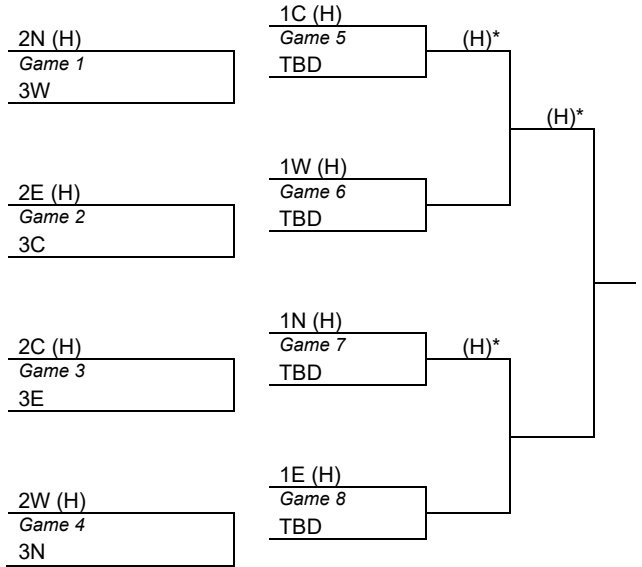 2N (H)
Game 1
3W
2E (H)
Game 2
3C
2C (H)
Game 3
3E
2W (H)
Game 4
3N
1C (H)
Game 5
TBD
1W (H)
Game 6
TBD
1N (H)
Game 7
TBD
1E (H)
Game 8
TBD
(H)*
(H)*
(H)*